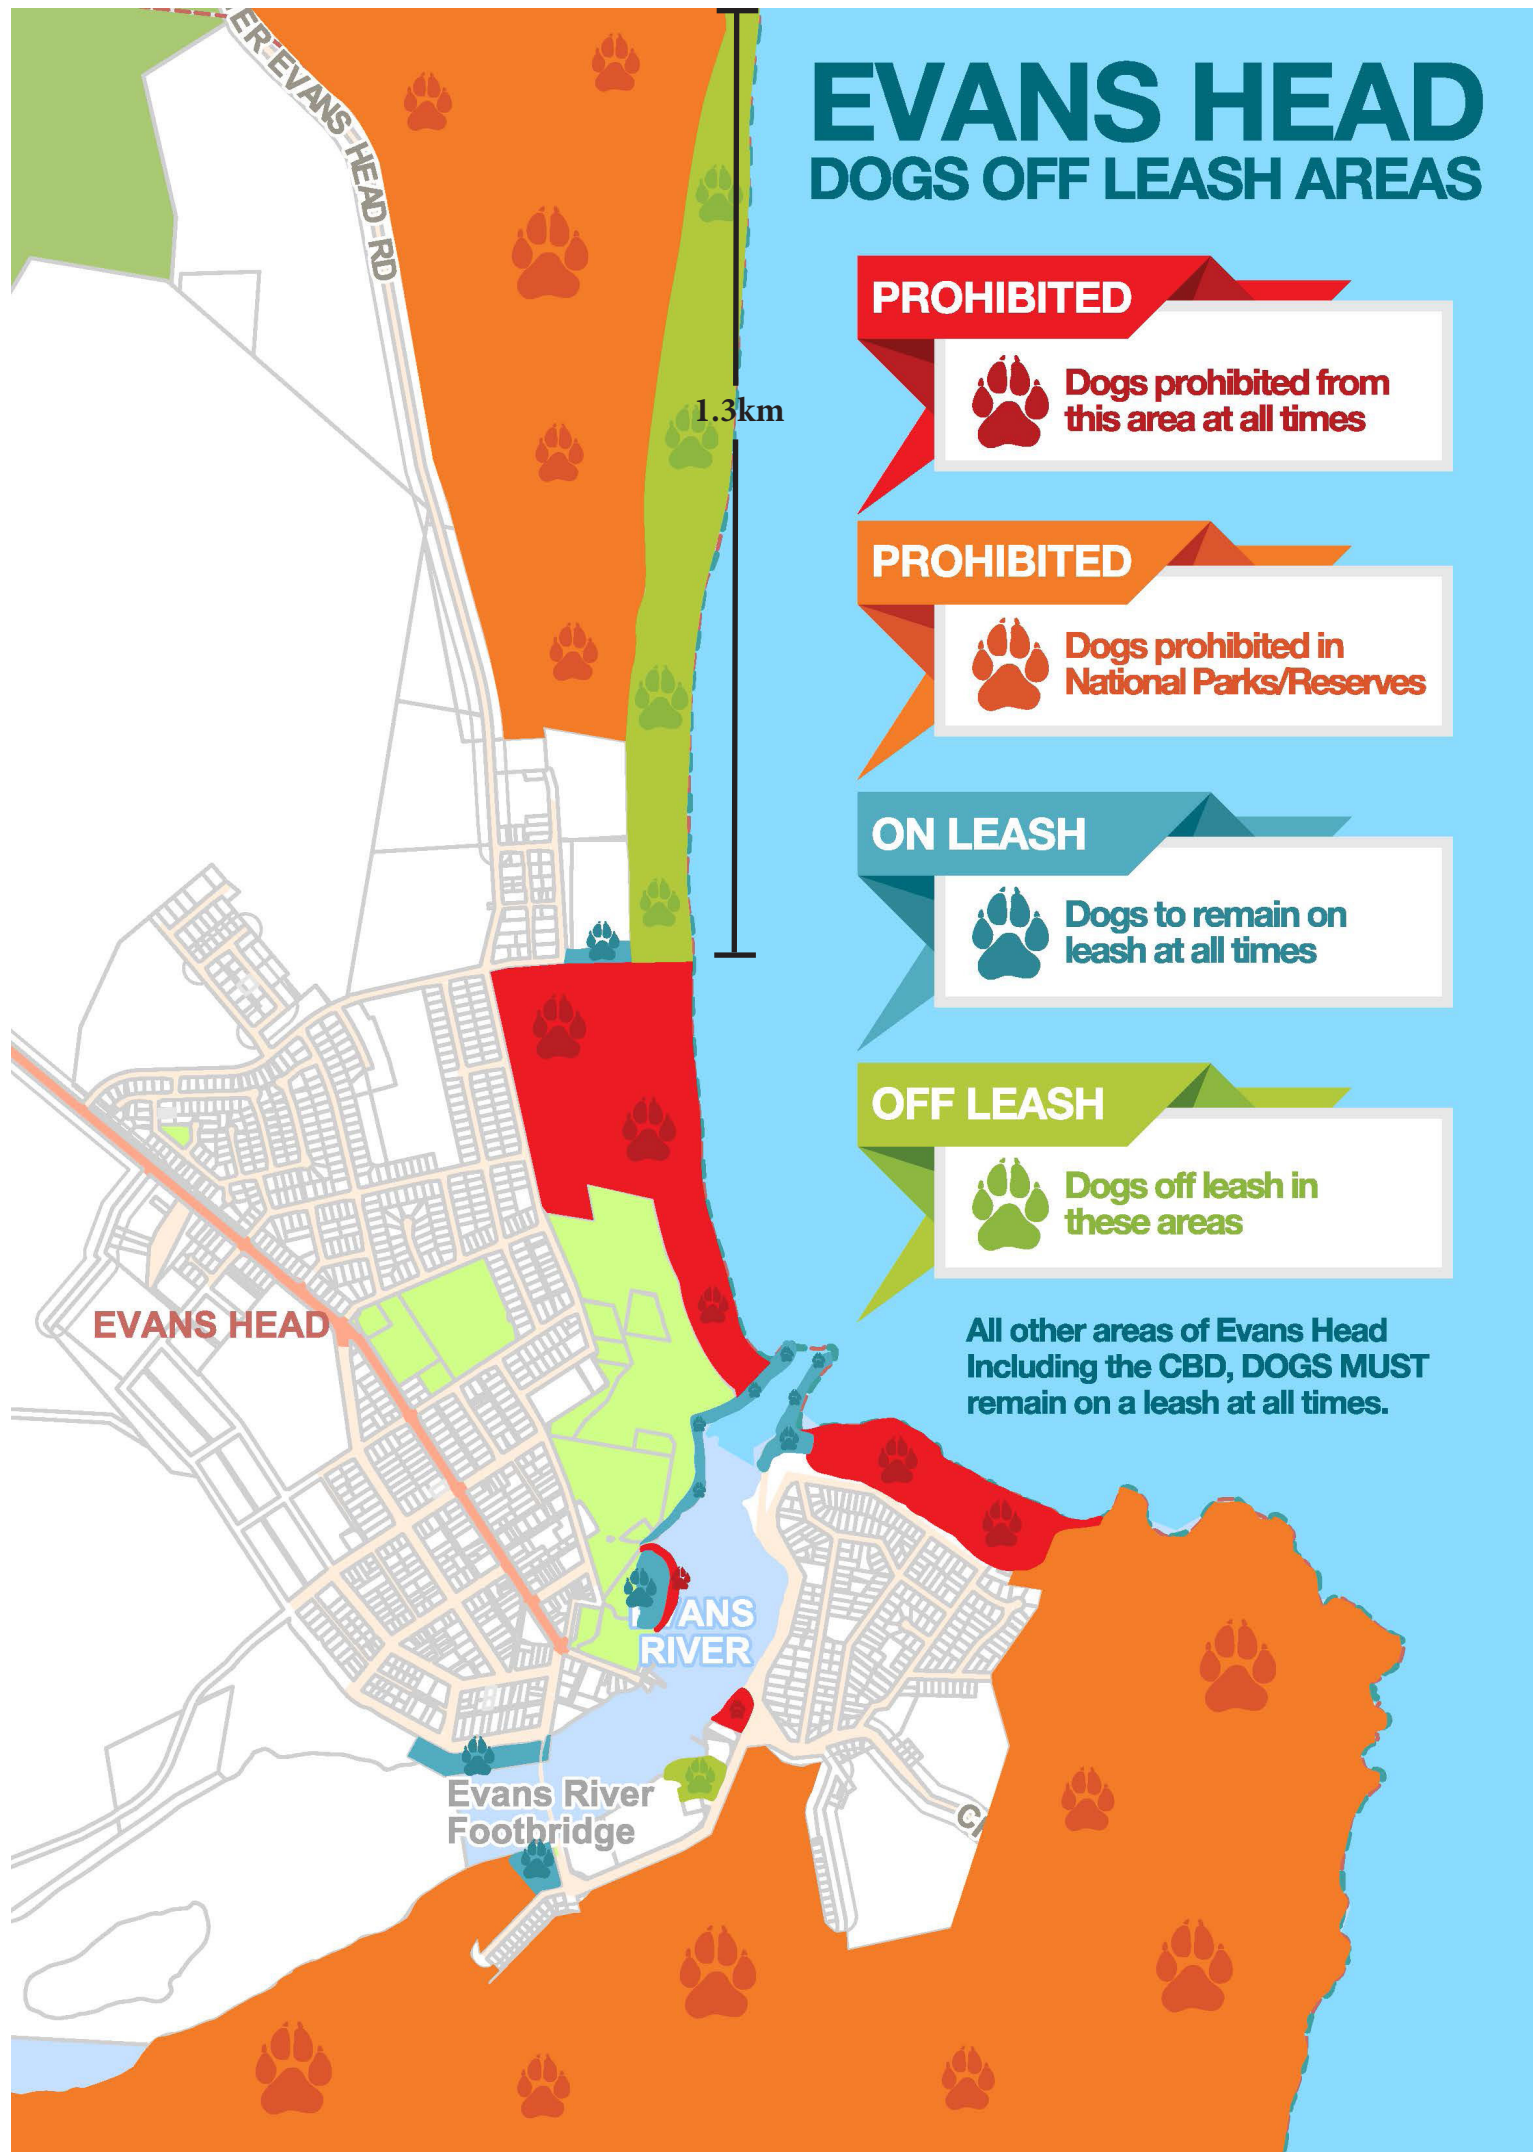 ER EVANS HEAD RD
EVANS HEAD
DOGS OFF LEASH AREAS
PROHIBITED
Dogs prohibited from
this area at all times
1.3km
PROHIBITED
Dogs prohibited in
National Parks/Reserves
ON LEASH
Dogs to remain on
leash at all times
OFF LEASH
Dogs off leash in
these areas
All other areas of Evans Head
Including the CBD, DOGS MUST
remain on a leash at all times.
EVANS HEAD
ANS
RIVER
Evans River
Footbridge